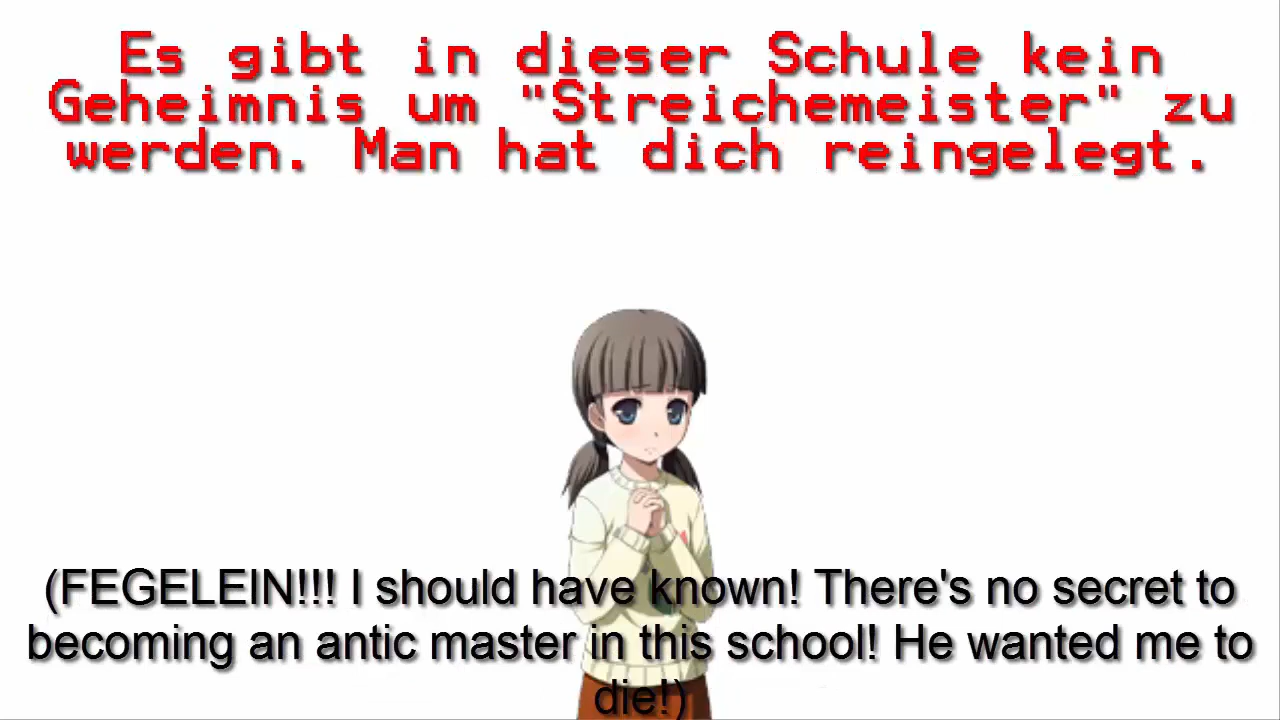 Es gibt in dieser Schule kein
Geheimnis um "Streichemeister" zu
werden. Man hat dich reingelegt.
(FEGELEIN!!! I should have known! There's no secret to
becoming an antic master in this school! He wanted me to
die!)